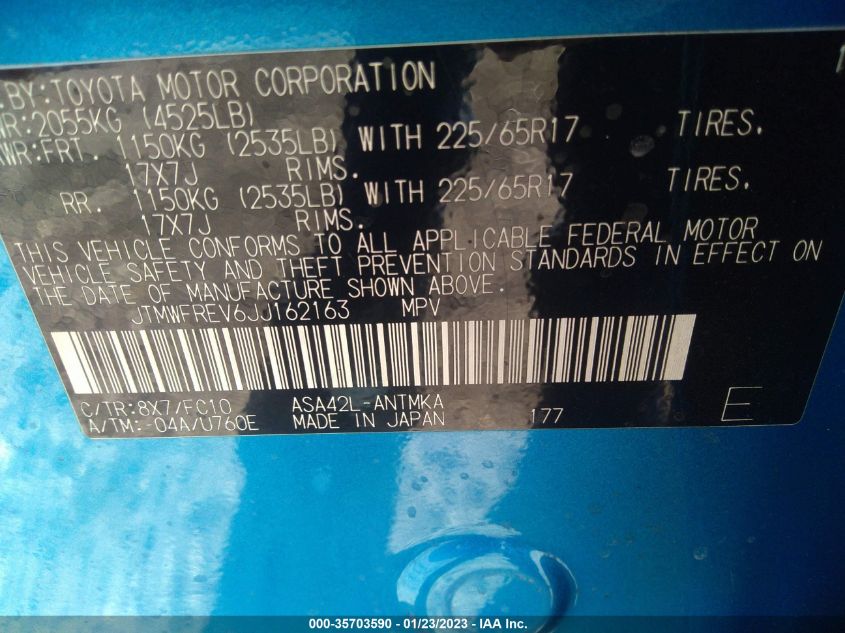 .BY:TOYOTA MOTOR CORPORATION
WR:2055KG (4525LB)
WR:FRT. 1150KG (2535LB) WITH 225/65R17 TIRES.
17X7J RIMS.
RR. 1150KG (2535LB) WITH 225/65R17 TIRES.
17X7J RIMS.
THIS VEHICLE CONFORMS TO ALL APPLICABLE FEDERAL MOTOR
VEHICLE SAFETY AND THEFT PREVENTION STANDARDS IN EFFECT ON
THE DATE OF MANUFACTURE SHOWN ABOVE.
JTMWFREV6JJ162163 MPV
C/TR:8X7/FC10 ASA42L-ANTMKA
A/TM:-04A/U760E MADE IN JAPAN 177 E
000-35703590 - 01/23/2023 - IAA Inc.